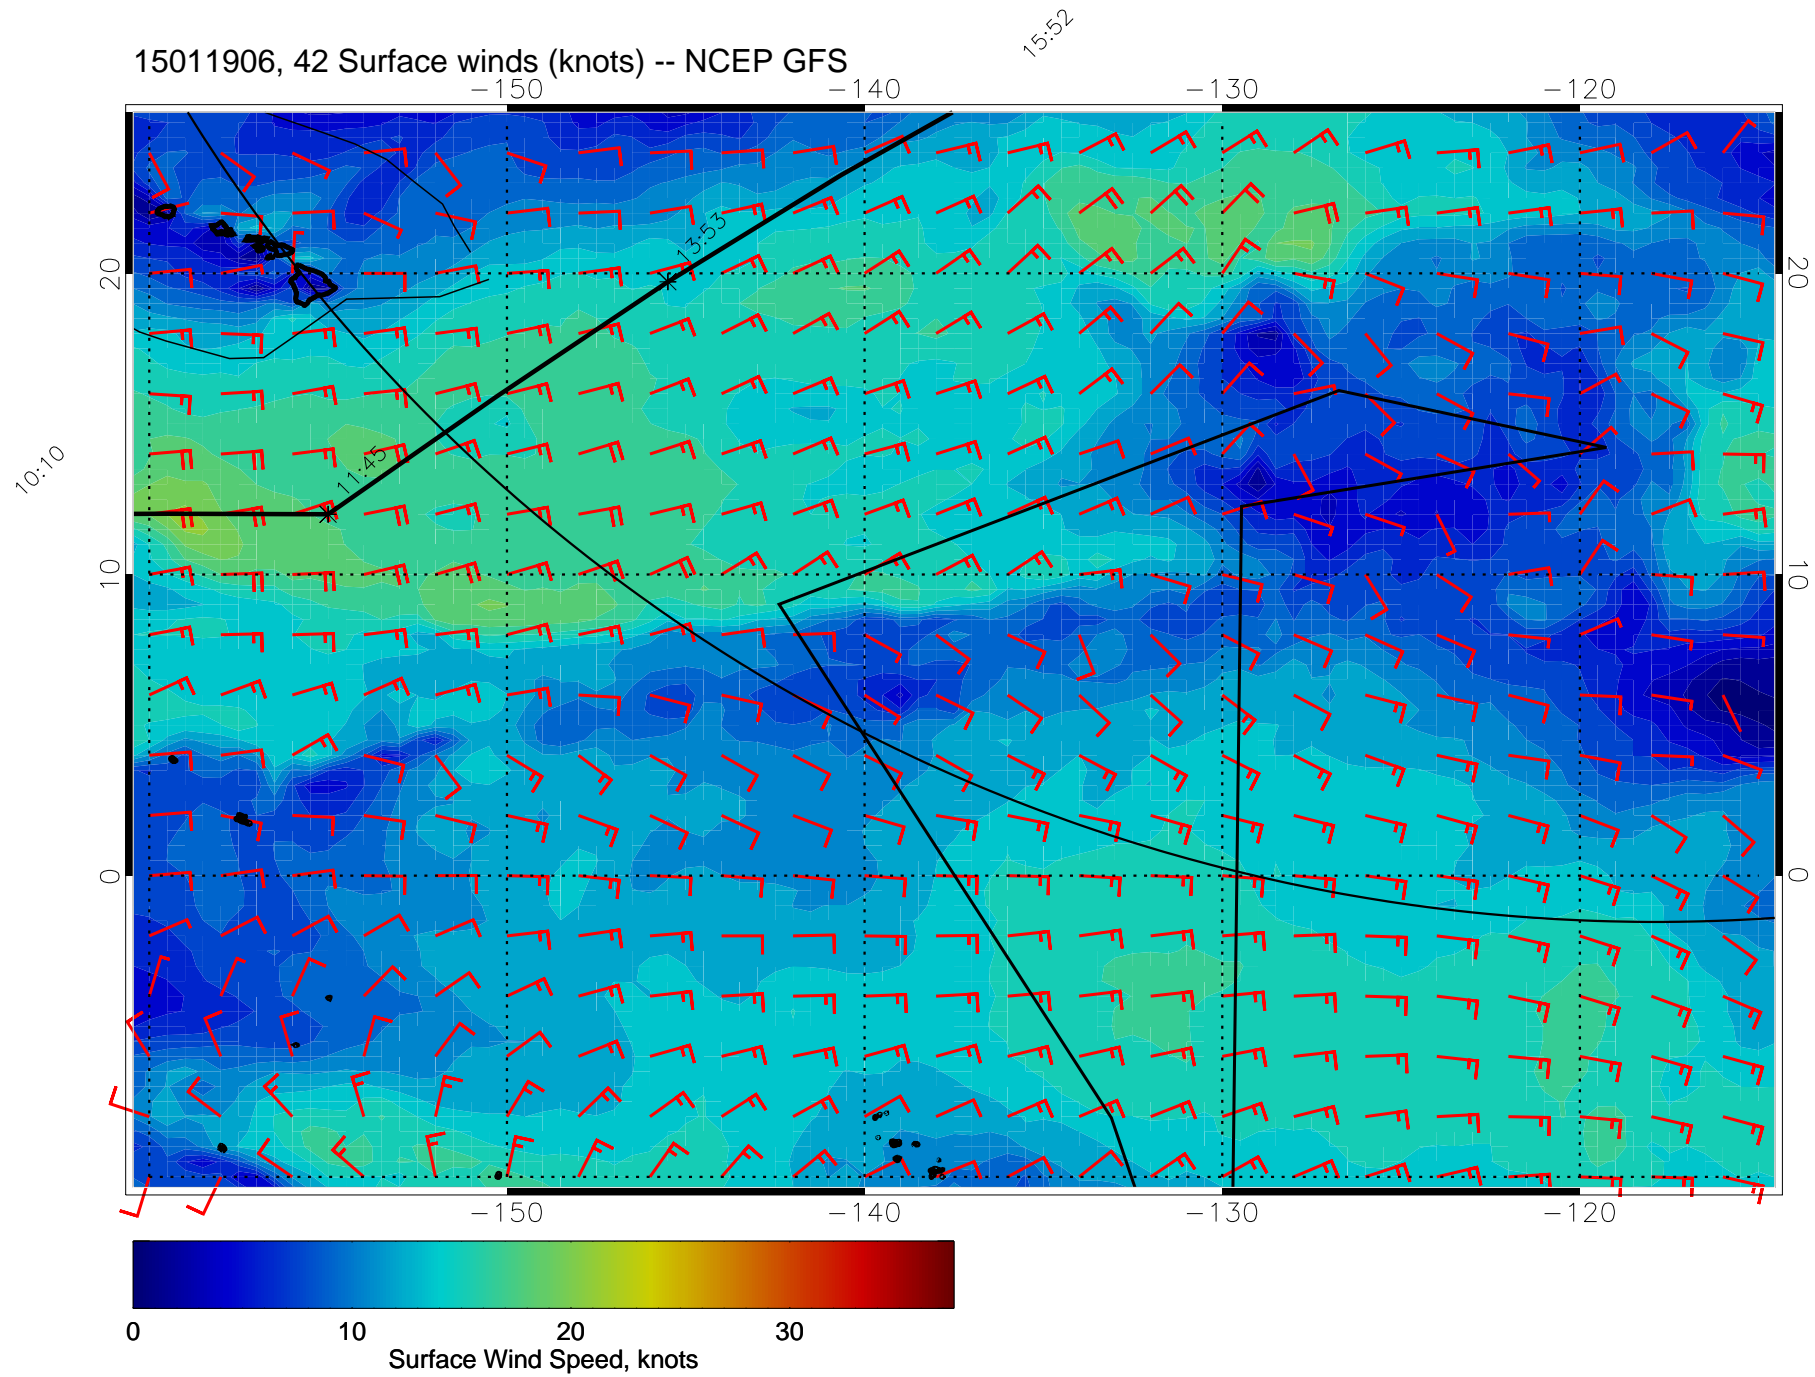 15:52
15011906, 42 Surface winds (knots) -- NCEP GFS
-150 -140 -130 -120
13:53
20 20
11:45
10:10
10 10
0 0
-150 -140 -130 -120
0 10 20 30
Surface Wind Speed, knots